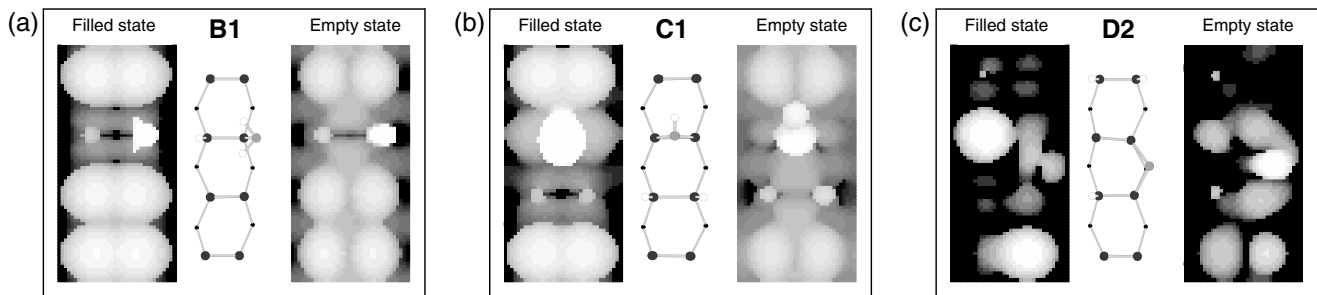 (a)
Filled state B1 Empty state
(b)
Filled state C1 Empty state
(c)
Filled state D2 Empty state